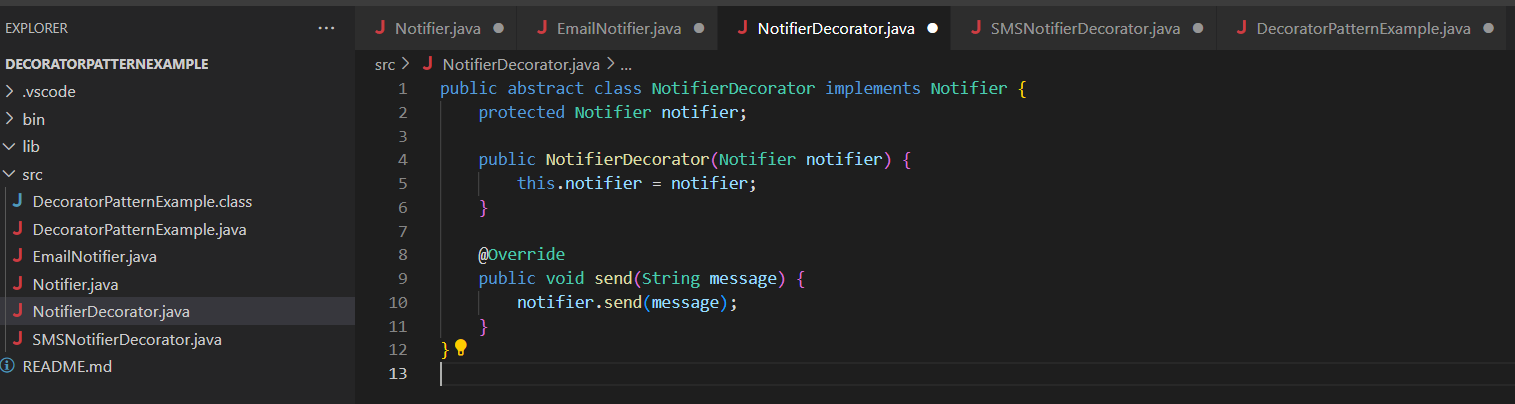 EXPLORER
...
Notifier.java
EmailNotifier.java
NotifierDecorator.java
SMSNotifierDecorator.java
DecoratorPatternExample.java
DECORATORPATTERNEXAMPLE
.vscode
bin
lib
src
DecoratorPatternExample.class
DecoratorPatternExample.java
EmailNotifier.java
Notifier.java
NotifierDecorator.java
SMSNotifierDecorator.java
README.md
src > J NotifierDecorator.java > ...
1 public abstract class NotifierDecorator implements Notifier {
2     protected Notifier notifier;
3
4     public NotifierDecorator(Notifier notifier) {
5         this.notifier = notifier;
6     }
7
8     @Override
9     public void send(String message) {
10         notifier.send(message);
11     }
12 }
13